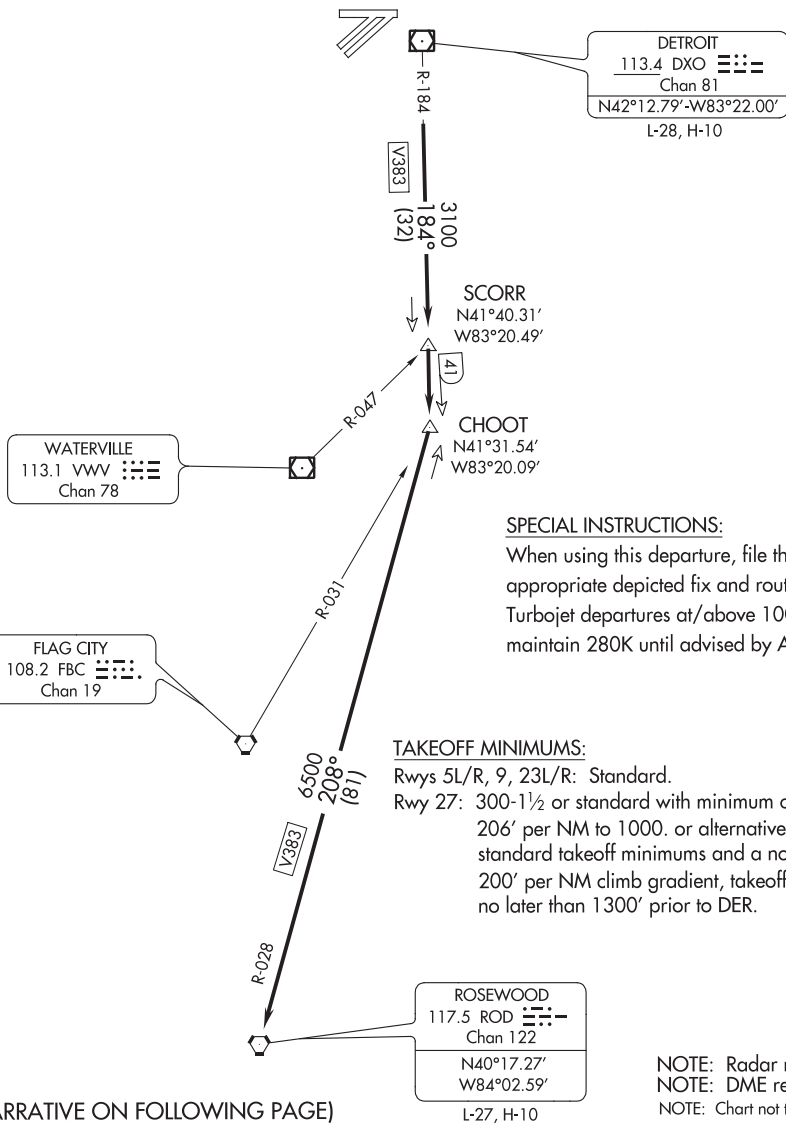 DETROIT
113.4 DXO
Chan 81
N42°12.79′-W83°22.00′
L-28, H-10
R-184
V383
3100
184°
(32)
SCORR
N41°40.31′
W83°20.49′
41
R-047
CHOOT
N41°31.54′
W83°20.09′
WATERVILLE
113.1 VWV
Chan 78
SPECIAL INSTRUCTIONS:
When using this departure, file th
appropriate depicted fix and rout
Turbojet departures at/above 100
maintain 280K until advised by A
R-031
FLAG CITY
108.2 FBC
Chan 19
6500
208°
(81)
V383
TAKEOFF MINIMUMS:
Rwys 5L/R, 9, 23L/R: Standard.
Rwy 27: 300-1½ or standard with minimum c
206′ per NM to 1000. or alternative
standard takeoff minimums and a no
200′ per NM climb gradient, takeoff
no later than 1300′ prior to DER.
R-028
ROSEWOOD
117.5 ROD
Chan 122
N40°17.27′
W84°02.59′
L-27, H-10
NOTE: Radar r
NOTE: DME re
NOTE: Chart not t
ARRATIVE ON FOLLOWING PAGE)